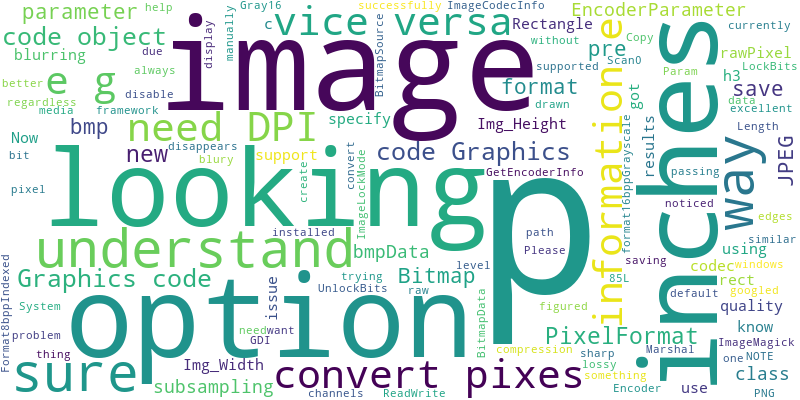 parameter
help
successfully
Gray16
ImageCodecInfo
EncoderParameter
code object
due
display
manually
c
vice versa
Rectangle
pre
h3
rawPixel
currently
blurring
always
image
BitmapSource
without
Scan0
Copy
LockBits
better
e g
disable
format
supported
Param
save
regardless
media
framework
need DPI
specify
drawn
got
data
excellent
bmp
Img_Height
Length
Now
disappears
new
blurry
support
code Graphics
results
way
JPEG
bit
looking
create
convert
ImageLockMode
GetEncoderInfo
information e
format16bppGrayscale
inches
passing
noticed
pixel
p
edges
understand
installed
bmpData
path
Please
using
similar
Graphics code
trying
Bitmap
level
saving
codec
windows
Format8bppIndexed
System
issue
UnlockBits
raw
BitmapData
85L
default
rect
googled
option
need
want
figured
quality
problem
GDI
PixelFormat
Marshal
know
ImageMagick
thing
Img_Width
compression
sharp
one
NOTE
sure
subsampling
convert pixes
lossy
something
class
channels
ReadWrite
Encoder
use
PNG